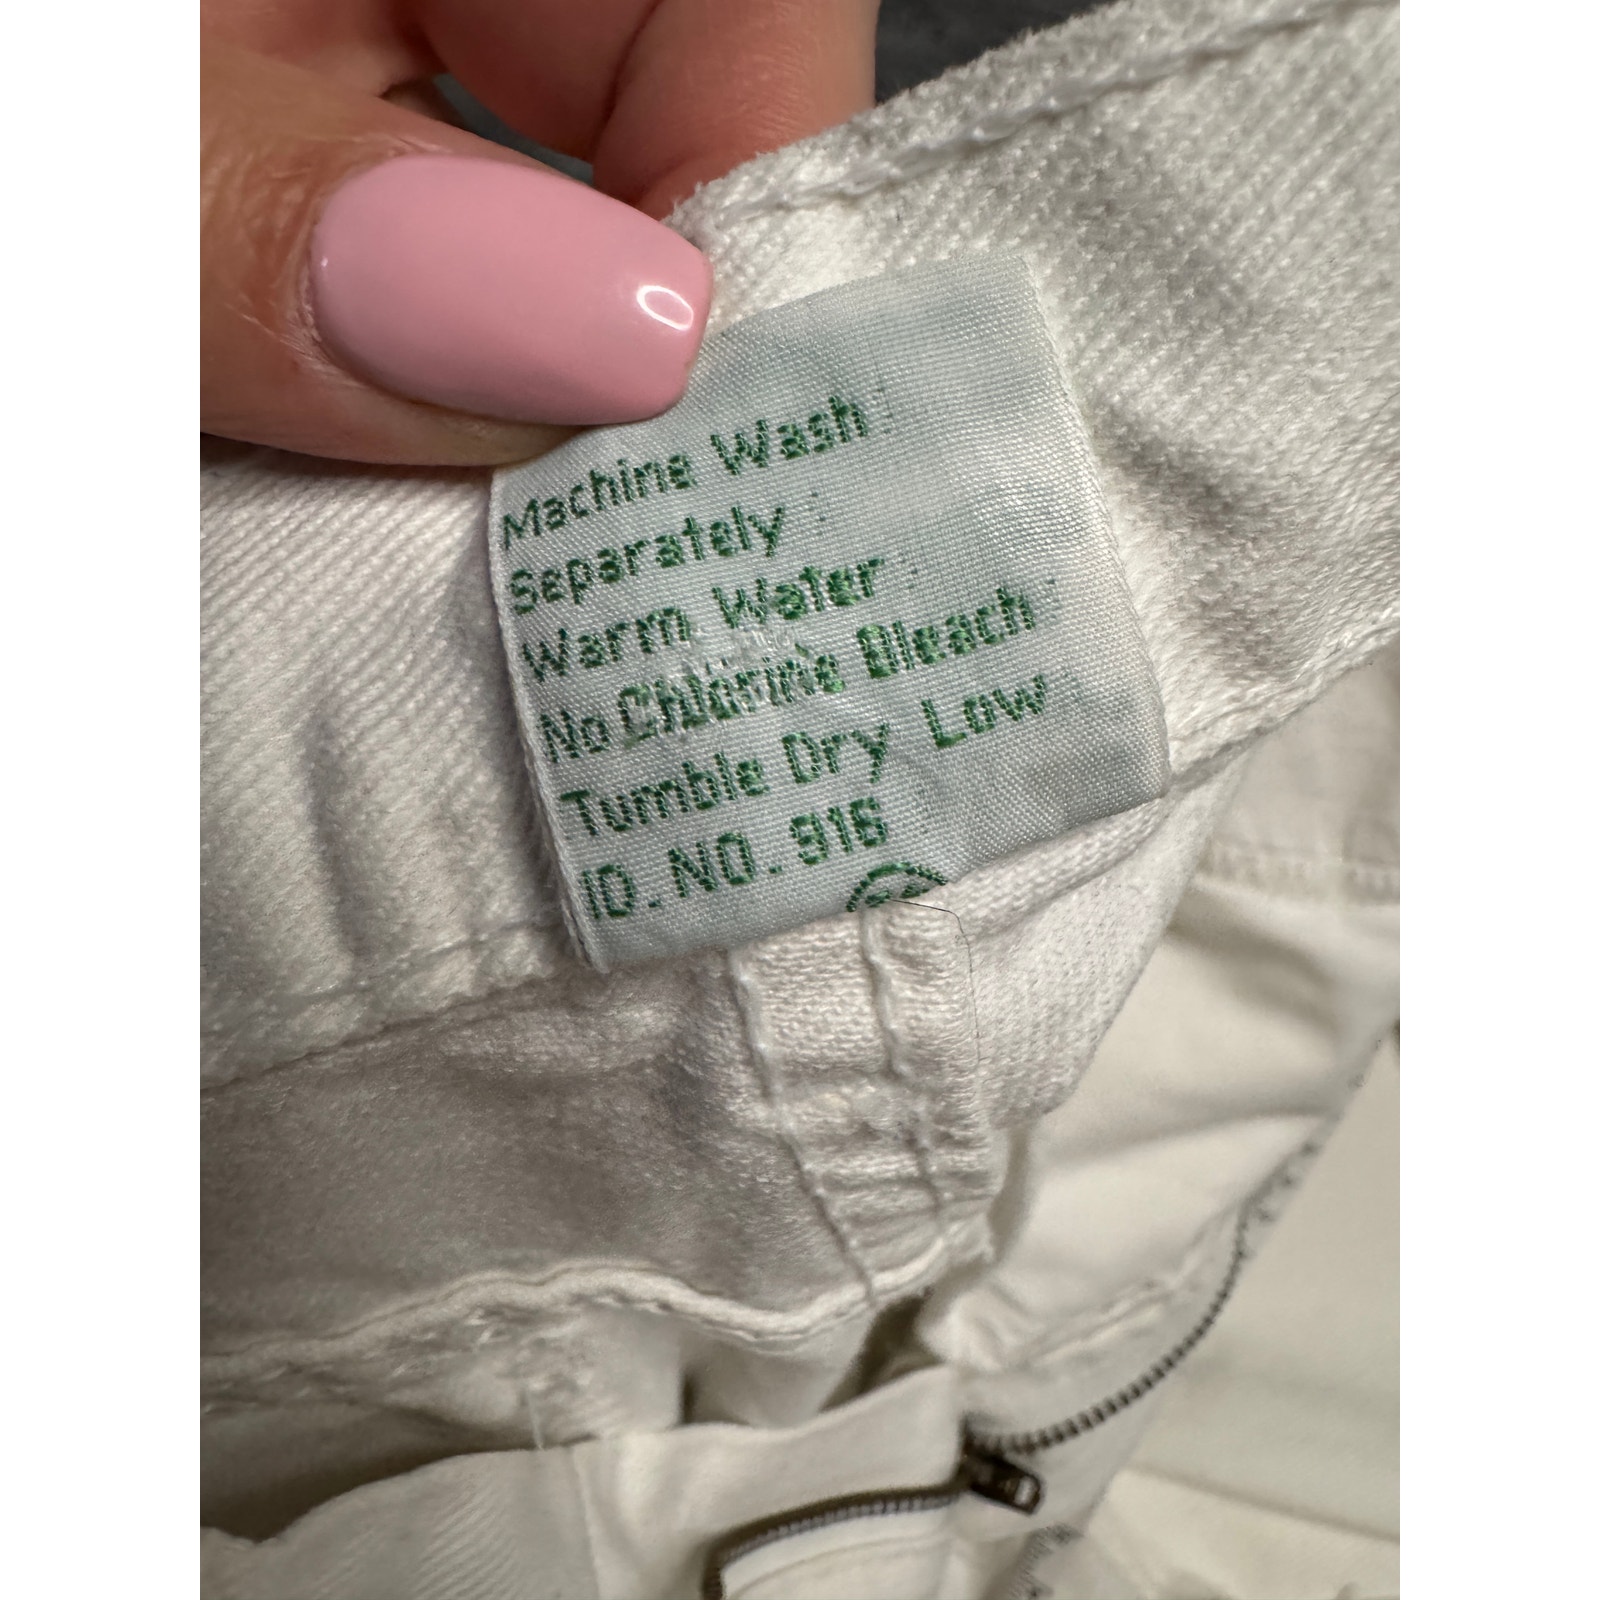 Machine Wash
Separately
Warm Water
No Chlorine Bleach
Tumble Dry Low
ID.NO.916